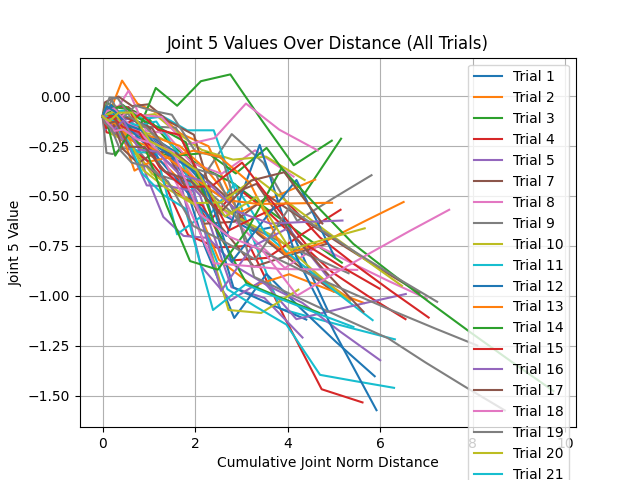 Joint 5 Values Over Distance (All Trials)
0.00
−0.25
−0.50
−0.75
−1.00
−1.25
−1.50
Joint 5 Value
0
2
4
6
8
10
Cumulative Joint Norm Distance
Trial 1
Trial 2
Trial 3
Trial 4
Trial 5
Trial 7
Trial 8
Trial 9
Trial 10
Trial 11
Trial 12
Trial 13
Trial 14
Trial 15
Trial 16
Trial 17
Trial 18
Trial 19
Trial 20
Trial 21